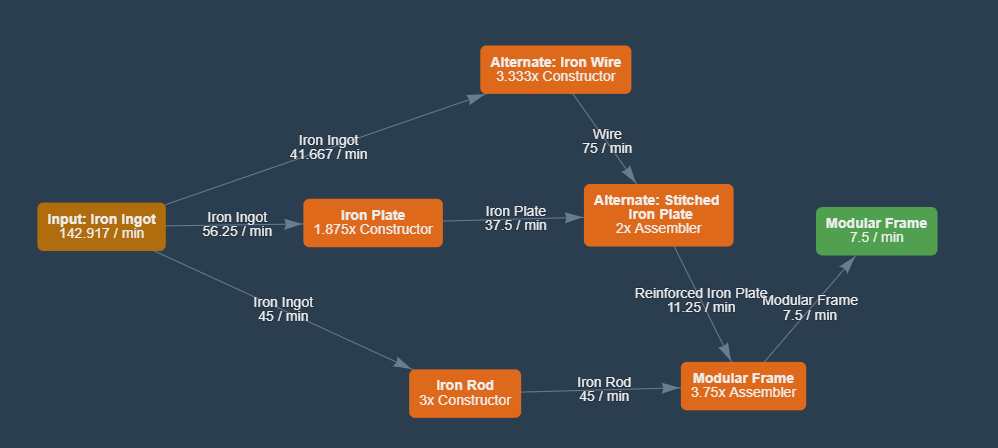 Alternate: Iron Wire
3.333x Constructor
Iron Ingot
41.667 / min
Wire
75 / min
Input: Iron Ingot
142.917 / min
Iron Ingot
56.25 / min
Iron Plate
1.875x Constructor
Iron Plate
37.5 / min
Alternate: Stitched
Iron Plate
2x Assembler
Modular Frame
7.5 / min
Iron Ingot
45 / min
Reinforced Iron Plate
11.25 / min
Modular Frame
7.5 / min
Iron Rod
3x Constructor
Iron Rod
45 / min
Modular Frame
3.75x Assembler